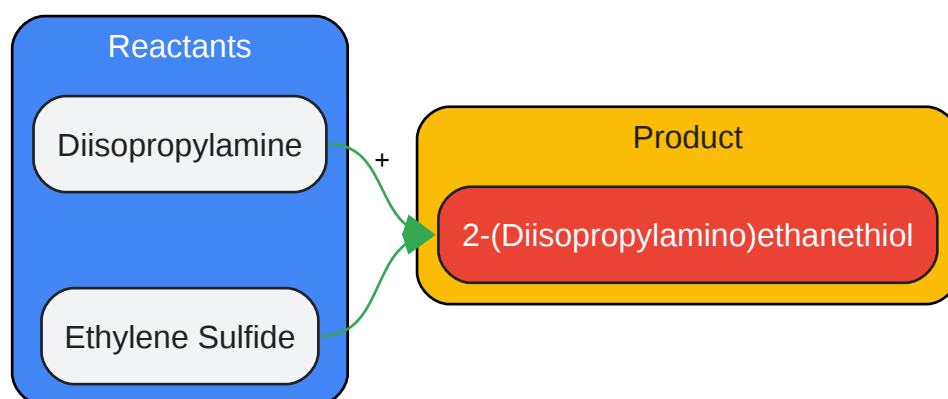 Reactants
Diisopropylamine
+
Product
2-(Diisopropylamino)ethanethiol
Ethylene Sulfide